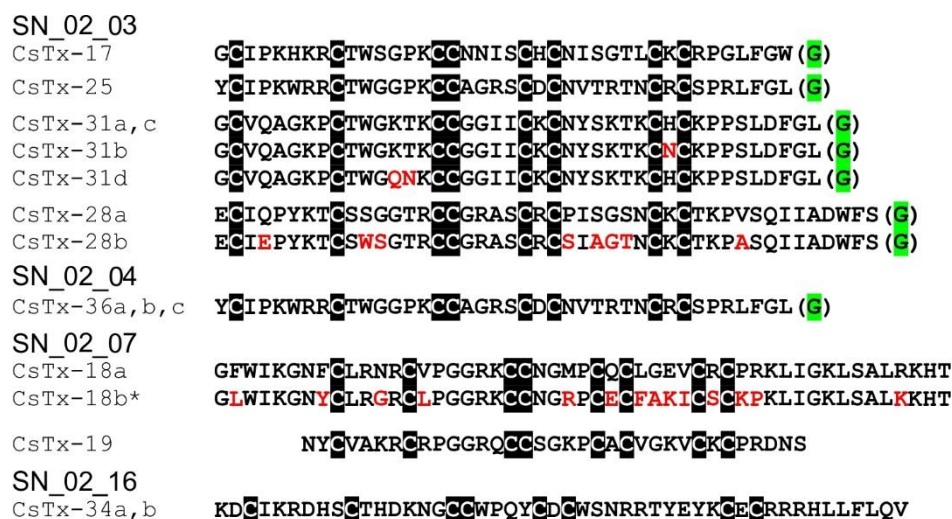 SN_02_03
CsTx-17 GCIPKHKRCTWSGPKCCNNISCHCNISGTLCKCRPGLFGW(G)
CsTx-25 YCIPKWRRCTWGGPKCCAGRSCDCNVTRTNCRCSPRLFGL(G)
CsTx-31a,c GCVQAGKPCTWGKTKCCGGIICKCNYSKTKCHCKPPSLDFGL(G)
CsTx-31b GCVQAGKPCTWGKTKCCGGIICKCNYSKTKCNCKPPSLDFGL(G)
CsTx-31d GCVQAGKPCTWGQNKCCGGIICKCNYSKTKCHCKPPSLDFGL(G)
CsTx-28a ECIQPYKTCSSGGTRCCGRASCRCPISGSNCKCTKPVSQIIADWFS(G)
CsTx-28b ECIEPYKTCSWSGTRCCGRASCRCSIAGTNCKCTKPASQIIADWFS(G)
SN_02_04
CsTx-36a,b,c YCIPKWRRCTWGGPKCCAGRSCDCNVTRTNCRCSPRLFGL(G)
SN_02_07
CsTx-18a GFWIKGNFCLRNRCVPGGRKCCNGMPCQCLGEVCRCPRKLIGKLSALRKHT
CsTx-18b* GLWIKGNYCLRGRCLPGGRKCCNGRPCECFAKICSCKPKLIGKLSALKKHT
CsTx-19 NYCVAKRCRPGGRQCCSGKPCACVGKVCKCPRDNS
SN_02_16
CsTx-34a,b KDCIKRDHSCTHDKNGCCWPQYCDCWSNRRTYEYKCECRRRHLLFLQV